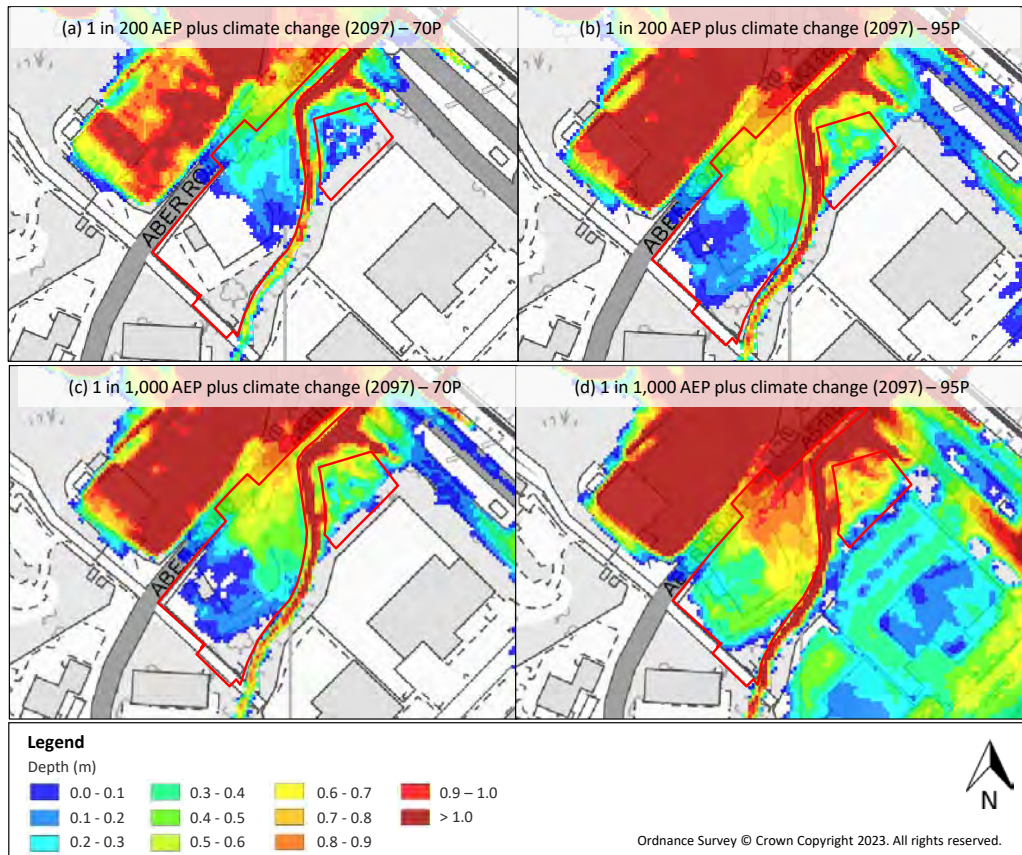 (a) 1 in 200 AEP plus climate change (2097) – 70P
(b) 1 in 200 AEP plus climate change (2097) – 95P
ABER RO
ABER
(c) 1 in 1,000 AEP plus climate change (2097) – 70P
(d) 1 in 1,000 AEP plus climate change (2097) – 95P
ABER
Legend
Depth (m)
0.0 - 0.1
0.3 - 0.4
0.6 - 0.7
0.9 – 1.0
0.1 - 0.2
0.4 - 0.5
0.7 - 0.8
> 1.0
0.2 - 0.3
0.5 - 0.6
0.8 - 0.9
N
Ordnance Survey © Crown Copyright 2023. All rights reserved.